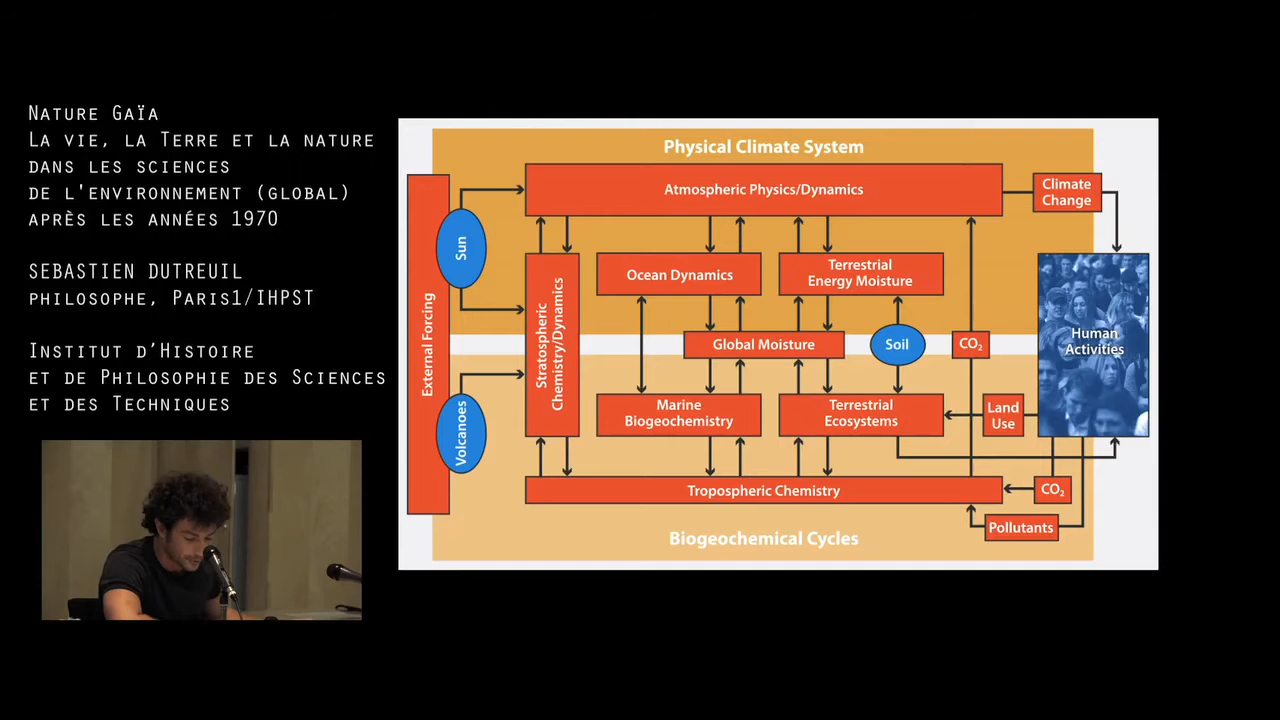 Nature Gaïa
La vie, la Terre et la nature
dans les sciences
de l'environnement (global)
après les années 1970
SEBASTIEN DUTREUIL
philosophe, Paris1/IHPST
Institut d'Histoire
et de Philosophie des Sciences
et des Techniques
Physical Climate System
Atmospheric Physics/Dynamics
Climate
Change
External Forcing
Sun
Volcanoes
Stratospheric
Chemistry/Dynamics
Ocean Dynamics
Terrestrial
Energy Moisture
Global Moisture
Soil
CO₂
Human
Activities
Marine
Biogeochemistry
Terrestrial
Ecosystems
Land
Use
Tropospheric Chemistry
CO₂
Pollutants
Biogeochemical Cycles